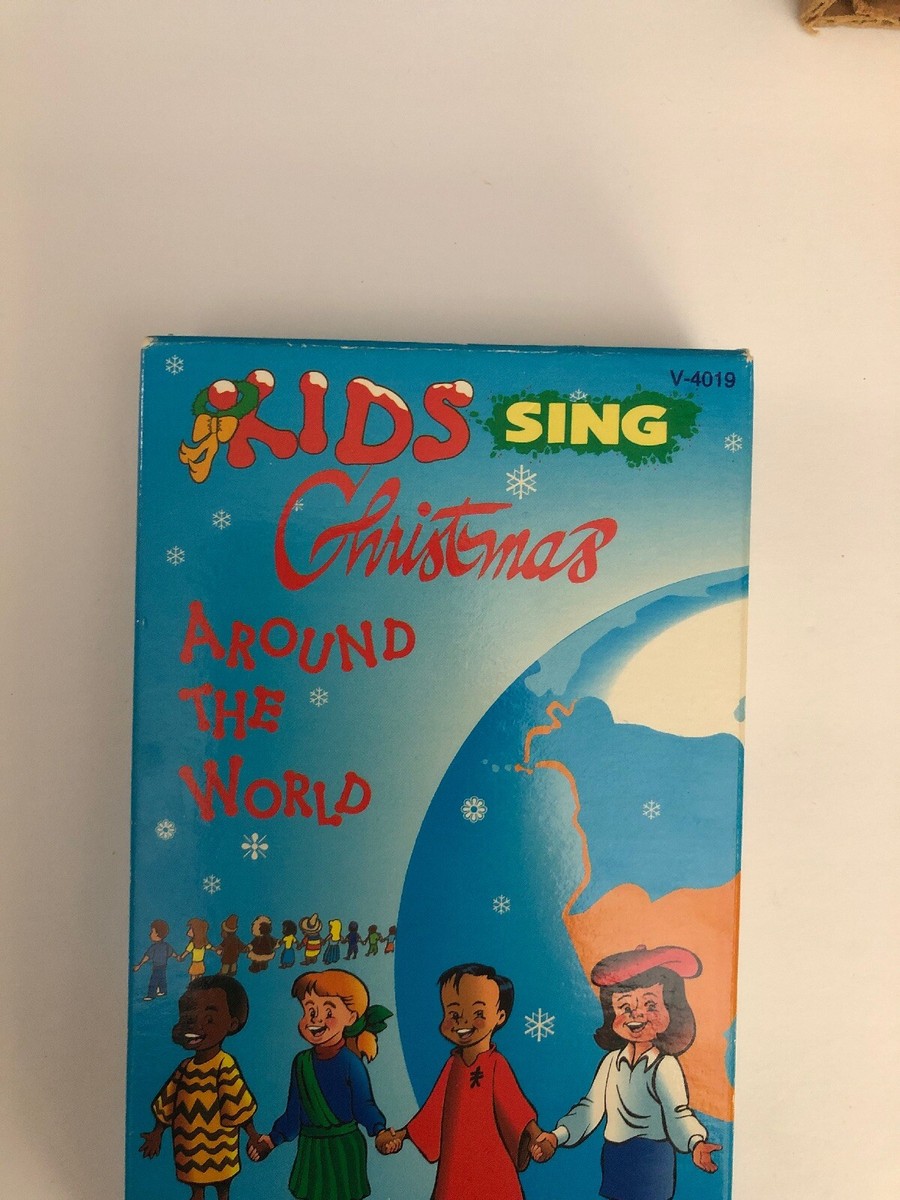 V-4019
KIDS SING
Christmas
AROUND
THE
WORLD